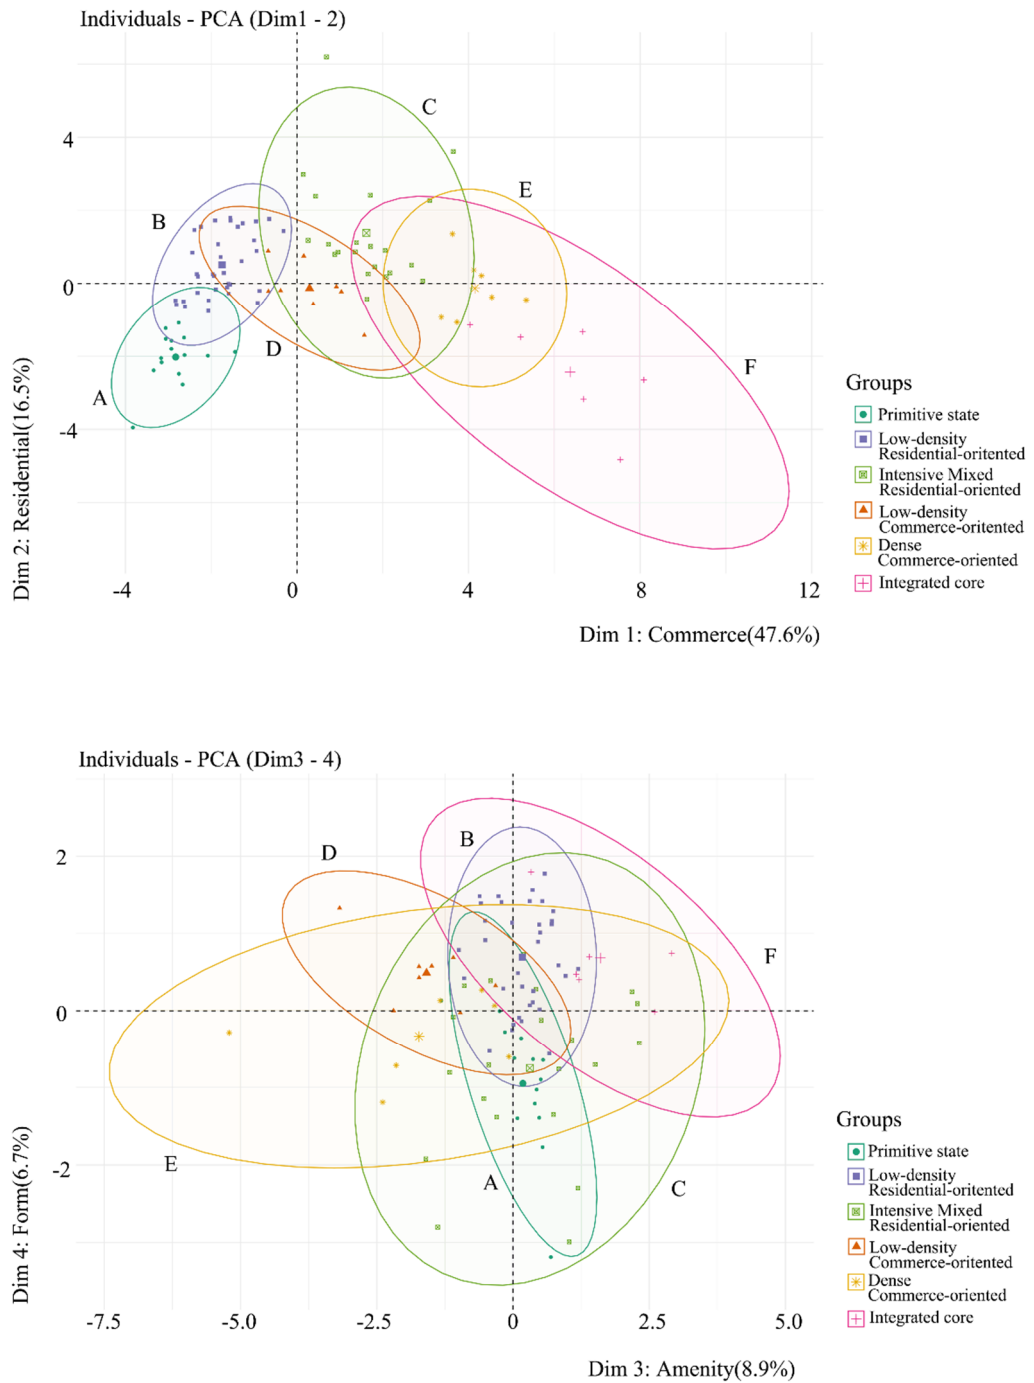 Individuals - PCA (Dim1 - 2)
C
E
B
D
F
A
4
0
-4
Dim 2: Residential(16.5%)
-4
0
4
8
12
Dim 1: Commerce(47.6%)
Groups
Primitive state
Low-density
Residential-oritented
Intensive Mixed
Residential-oriented
Low-density
Commerce-oritented
Dense
Commerce-oriented
Integrated core
Individuals - PCA (Dim3 - 4)
B
D
F
E
A
C
2
0
-2
Dim 4: Form(6.7%)
-7.5
-5.0
-2.5
0
2.5
5.0
Dim 3: Amenity(8.9%)
Groups
Primitive state
Low-density
Residential-oritented
Intensive Mixed
Residential-oriented
Low-density
Commerce-oritented
Dense
Commerce-oriented
Integrated core